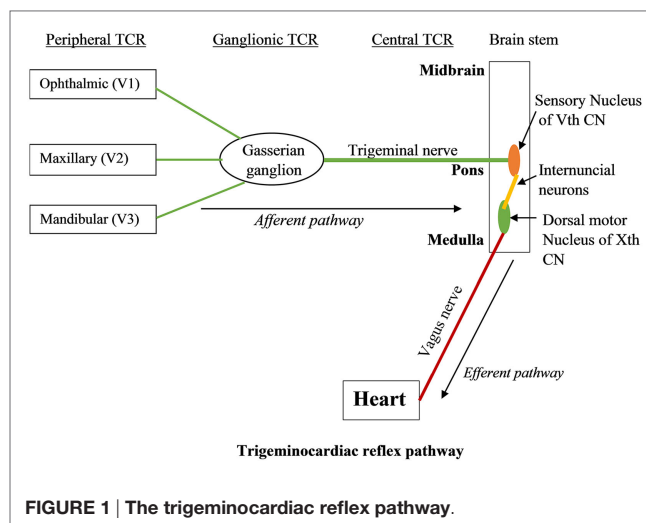 Peripheral TCR
Ganglionic TCR
Central TCR
Brain stem
Midbrain
Ophthalmic (V1)
Sensory Nucleus
of Vth CN
Maxillary (V2)
Gasserian
ganglion
Trigeminal nerve
Pons
Internuncial
neurons
Mandibular (V3)
Afferent pathway
Dorsal motor
Nucleus of Xth
CN
Medulla
Vagus nerve
Efferent pathway
Heart
Trigeminocardiac reflex pathway
FIGURE 1 | The trigeminocardiac reflex pathway.